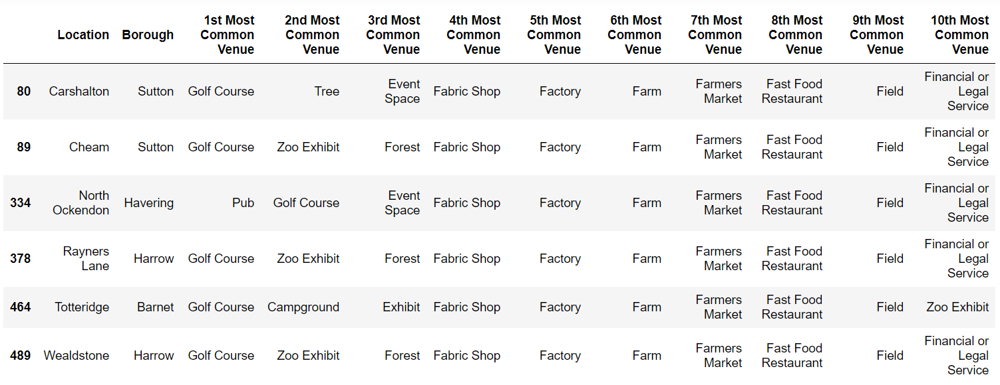 Location Borough 1st Most Common Venue 2nd Most Common Venue 3rd Most Common Venue 4th Most Common Venue 5th Most Common Venue 6th Most Common Venue 7th Most Common Venue 8th Most Common Venue 9th Most Common Venue 10th Most Common Venue
80 Carshalton Sutton Golf Course Tree Event Space Fabric Shop Factory Farm Farmers Market Fast Food Restaurant Field Financial or Legal Service
89 Cheam Sutton Golf Course Zoo Exhibit Forest Fabric Shop Factory Farm Farmers Market Fast Food Restaurant Field Financial or Legal Service
334 North Ockendon Havering Pub Golf Course Event Space Fabric Shop Factory Farm Farmers Market Fast Food Restaurant Field Financial or Legal Service
378 Rayners Lane Harrow Golf Course Zoo Exhibit Forest Fabric Shop Factory Farm Farmers Market Fast Food Restaurant Field Financial or Legal Service
464 Totteridge Barnet Golf Course Campground Exhibit Fabric Shop Factory Farm Farmers Market Fast Food Restaurant Field Zoo Exhibit
489 Wealdstone Harrow Golf Course Zoo Exhibit Forest Fabric Shop Factory Farm Farmers Market Fast Food Restaurant Field Financial or Legal Service